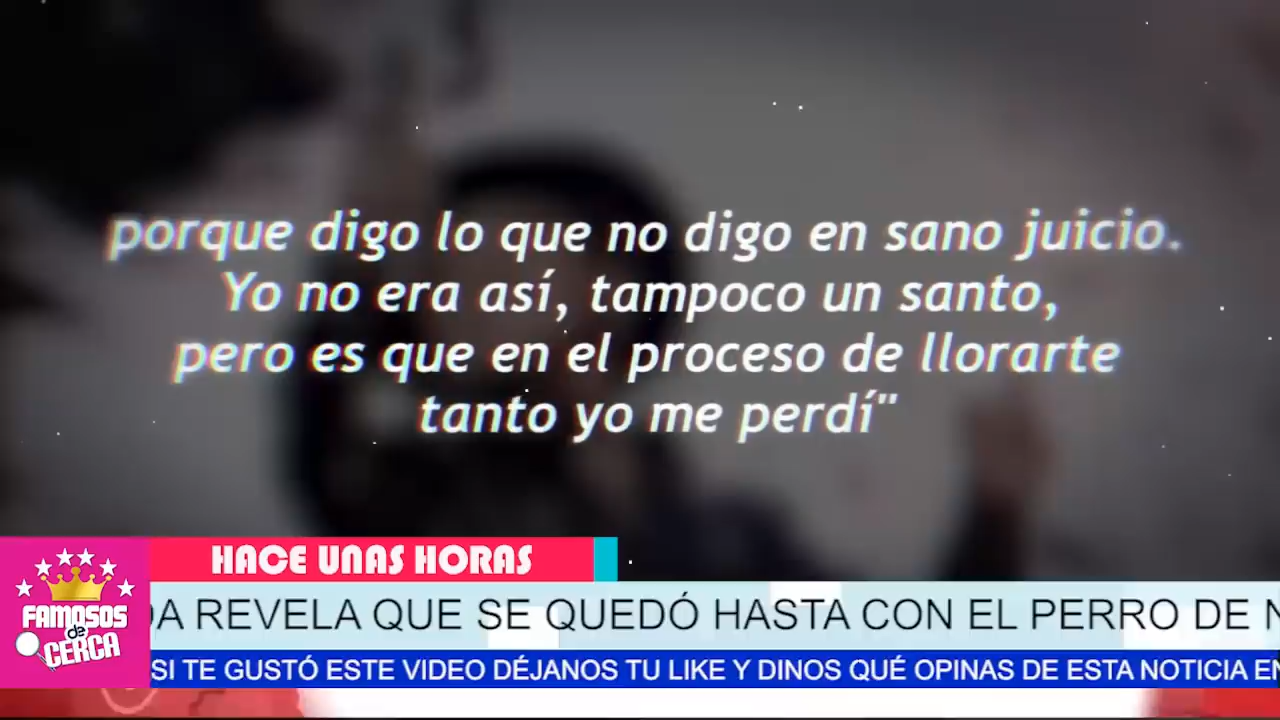 porque digo lo que no digo en sano juicio.
Yo no era así, tampoco un santo,
pero es que en el proceso de llorarte
tanto yo me perdí"
HACE UNAS HORAS
FAMOSOS
de
CERCA
DA REVELA QUE SE QUEDÓ HASTA CON EL PERRO DE N
SI TE GUSTÓ ESTE VIDEO DÉJANOS TU LIKE Y DINOS QUÉ OPINAS DE ESTA NOTICIA EN